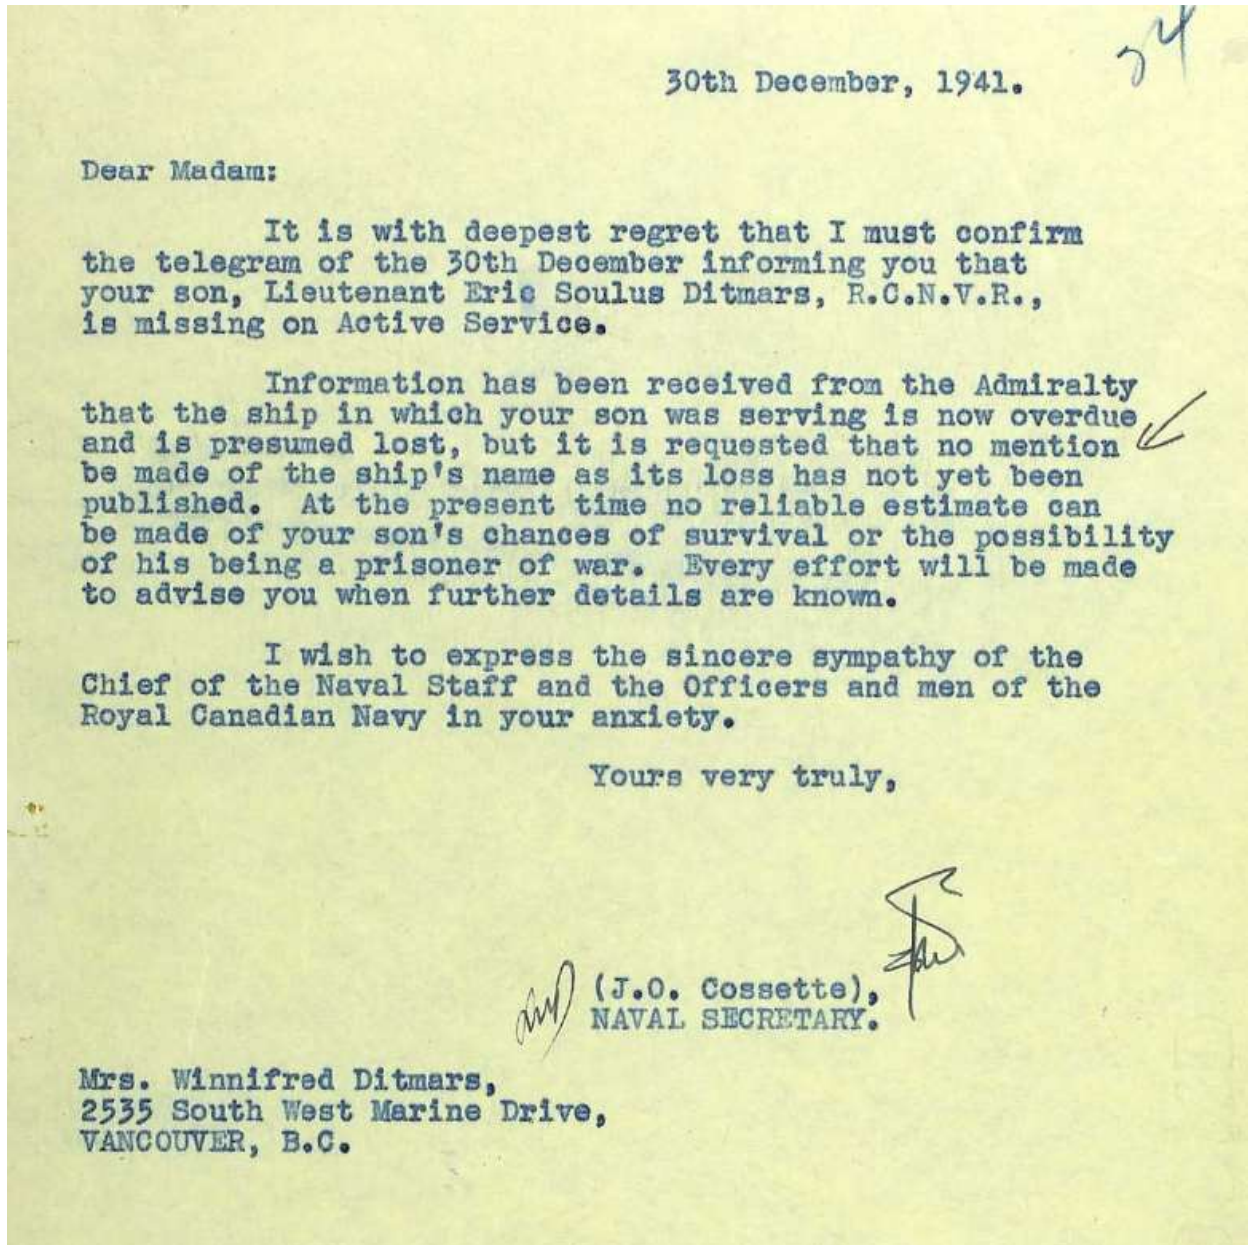 30th December, 1941.
Dear Madam:
It is with deepest regret that I must confirm
the telegram of the 30th December informing you that
your son, Lieutenant Eric Soulus Ditmars, R.C.N.V.R.,
is missing on Active Service.
Information has been received from the Admiralty
that the ship in which your son was serving is now overdue
and is presumed lost, but it is requested that no mention
be made of the ship's name as its loss has not yet been
published. At the present time no reliable estimate can
be made of your son's chances of survival or the possibility
of his being a prisoner of war. Every effort will be made
to advise you when further details are known.
I wish to express the sincere sympathy of the
Chief of the Naval Staff and the Officers and men of the
Royal Canadian Navy in your anxiety.
Yours very truly,
(J.O. Cossette),
NAVAL SECRETARY.
Mrs. Winnifred Ditmars,
2535 South West Marine Drive,
VANCOUVER, B.C.